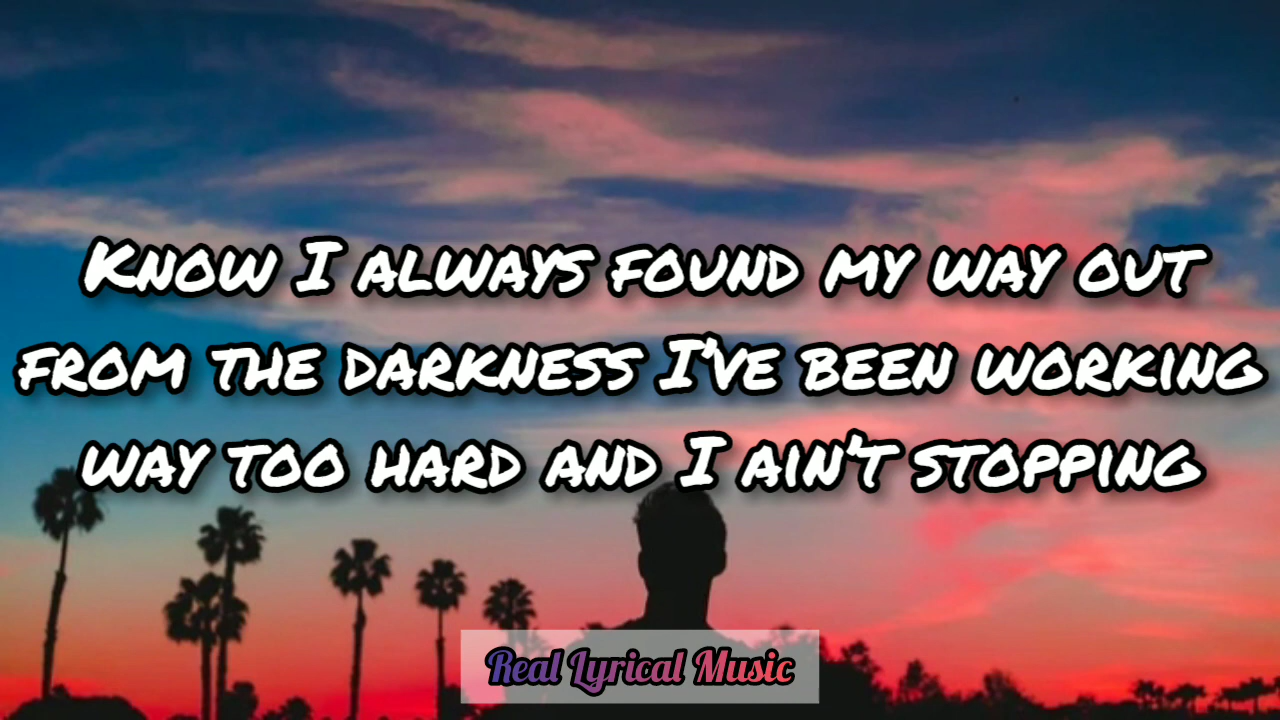 Know I always found my way out
from the darkness I've been working
way too hard and I ain't stopping
Real Lyrical Music